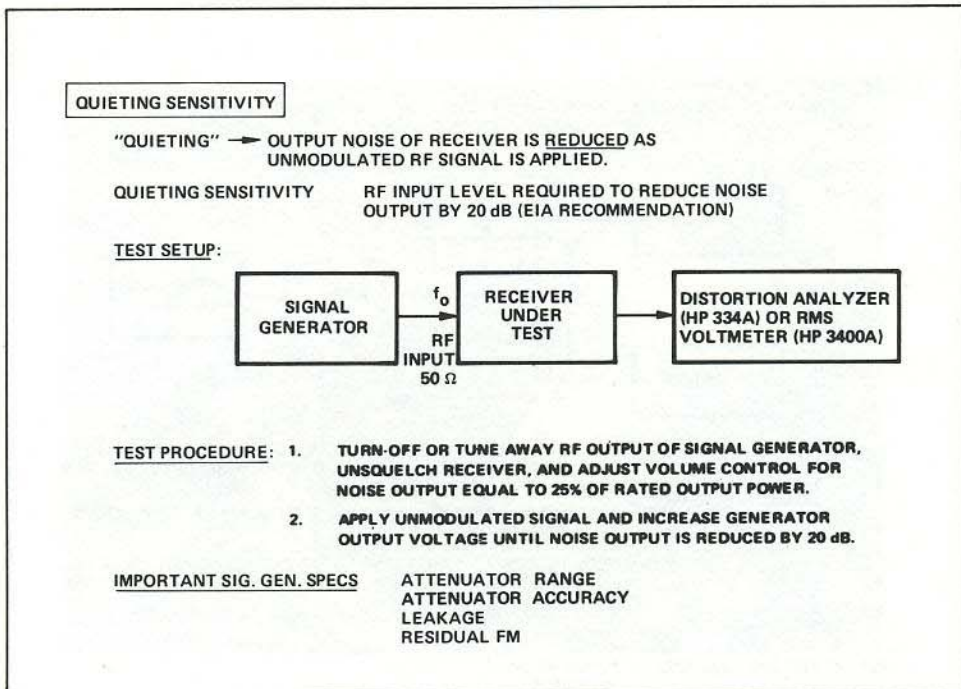 QUIETING SENSITIVITY
"QUIETING" → OUTPUT NOISE OF RECEIVER IS REDUCED AS
UNMODULATED RF SIGNAL IS APPLIED.
QUIETING SENSITIVITY RF INPUT LEVEL REQUIRED TO REDUCE NOISE
OUTPUT BY 20 dB (EIA RECOMMENDATION)
TEST SETUP:
SIGNAL
GENERATOR
fo
RF
INPUT
50 Ω
RECEIVER
UNDER
TEST
DISTORTION ANALYZER
(HP 334A) OR RMS
VOLTMETER (HP 3400A)
TEST PROCEDURE: 1. TURN-OFF OR TUNE AWAY RF OUTPUT OF SIGNAL GENERATOR,
UNSQUELCH RECEIVER, AND ADJUST VOLUME CONTROL FOR
NOISE OUTPUT EQUAL TO 25% OF RATED OUTPUT POWER.
2. APPLY UNMODULATED SIGNAL AND INCREASE GENERATOR
OUTPUT VOLTAGE UNTIL NOISE OUTPUT IS REDUCED BY 20 dB.
IMPORTANT SIG. GEN. SPECS ATTENUATOR RANGE
ATTENUATOR ACCURACY
LEAKAGE
RESIDUAL FM